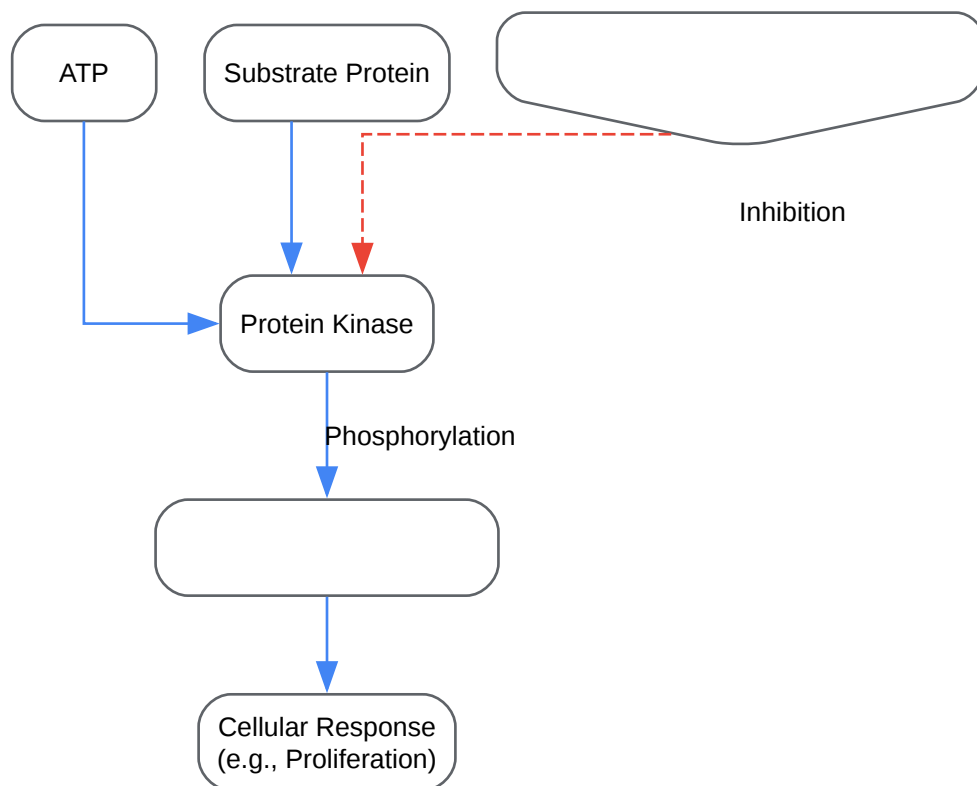 ATP
Substrate Protein
Inhibition
Protein Kinase
Phosphorylation
Cellular Response
(e.g., Proliferation)